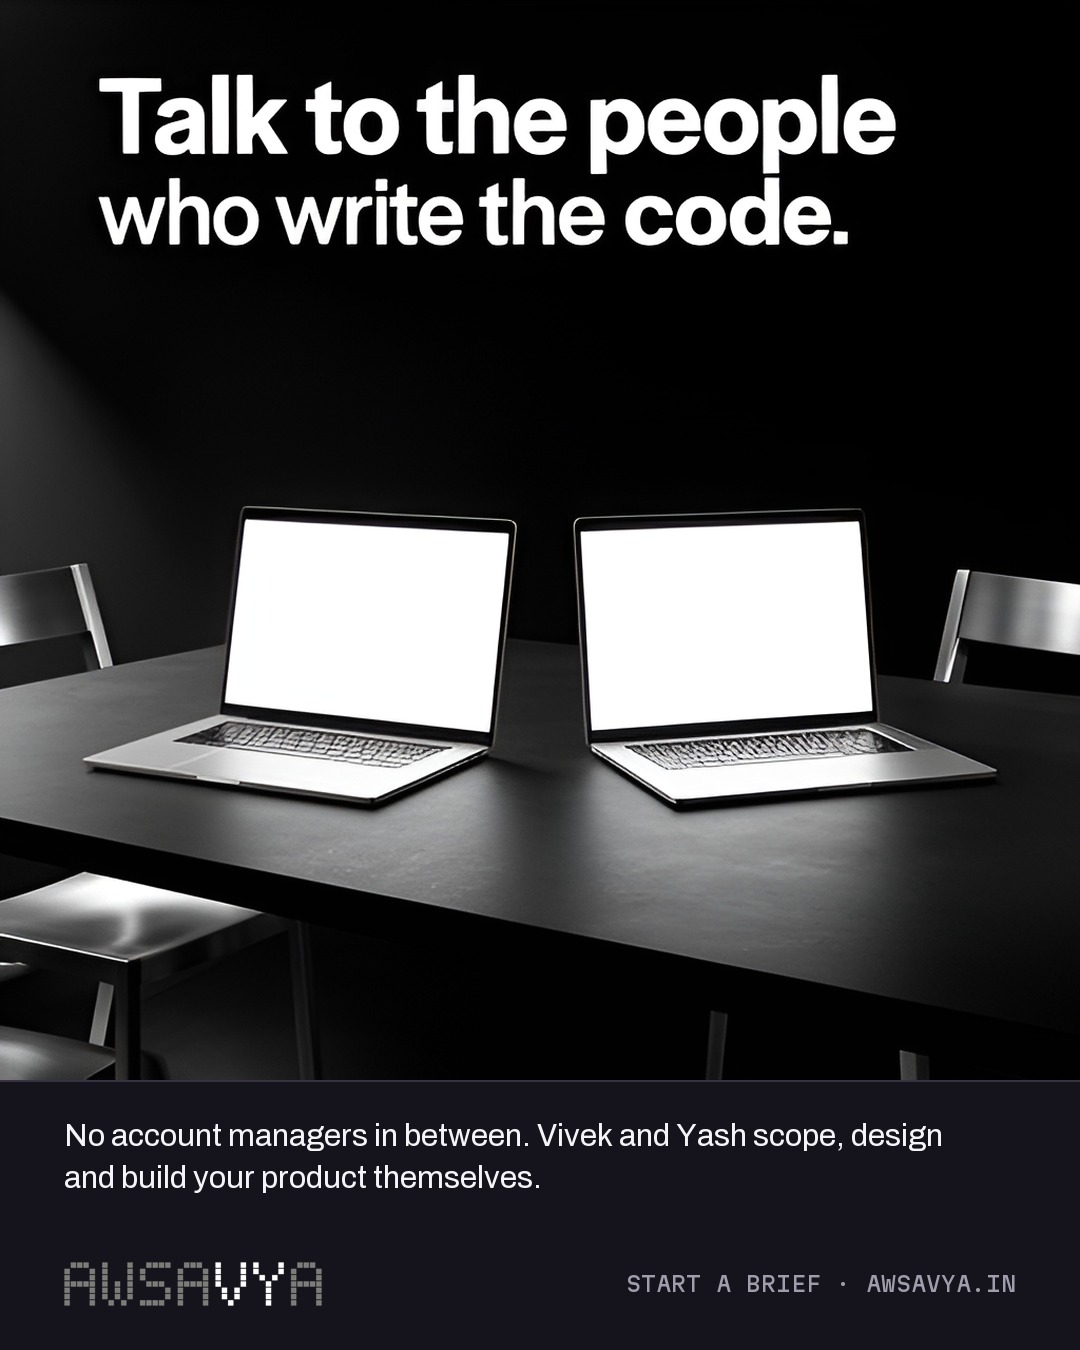 Talk to the people
who write the code.
No account managers in between. Vivek and Yash scope, design
and build your product themselves.
AWSAVYA
START A BRIEF · AWSAVYA.IN